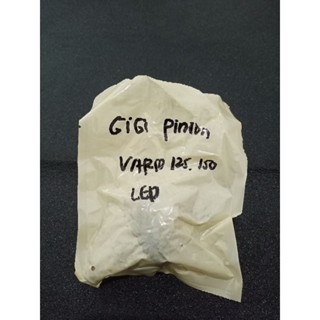 GiGi PiNiON
VARIO 125.150
LED